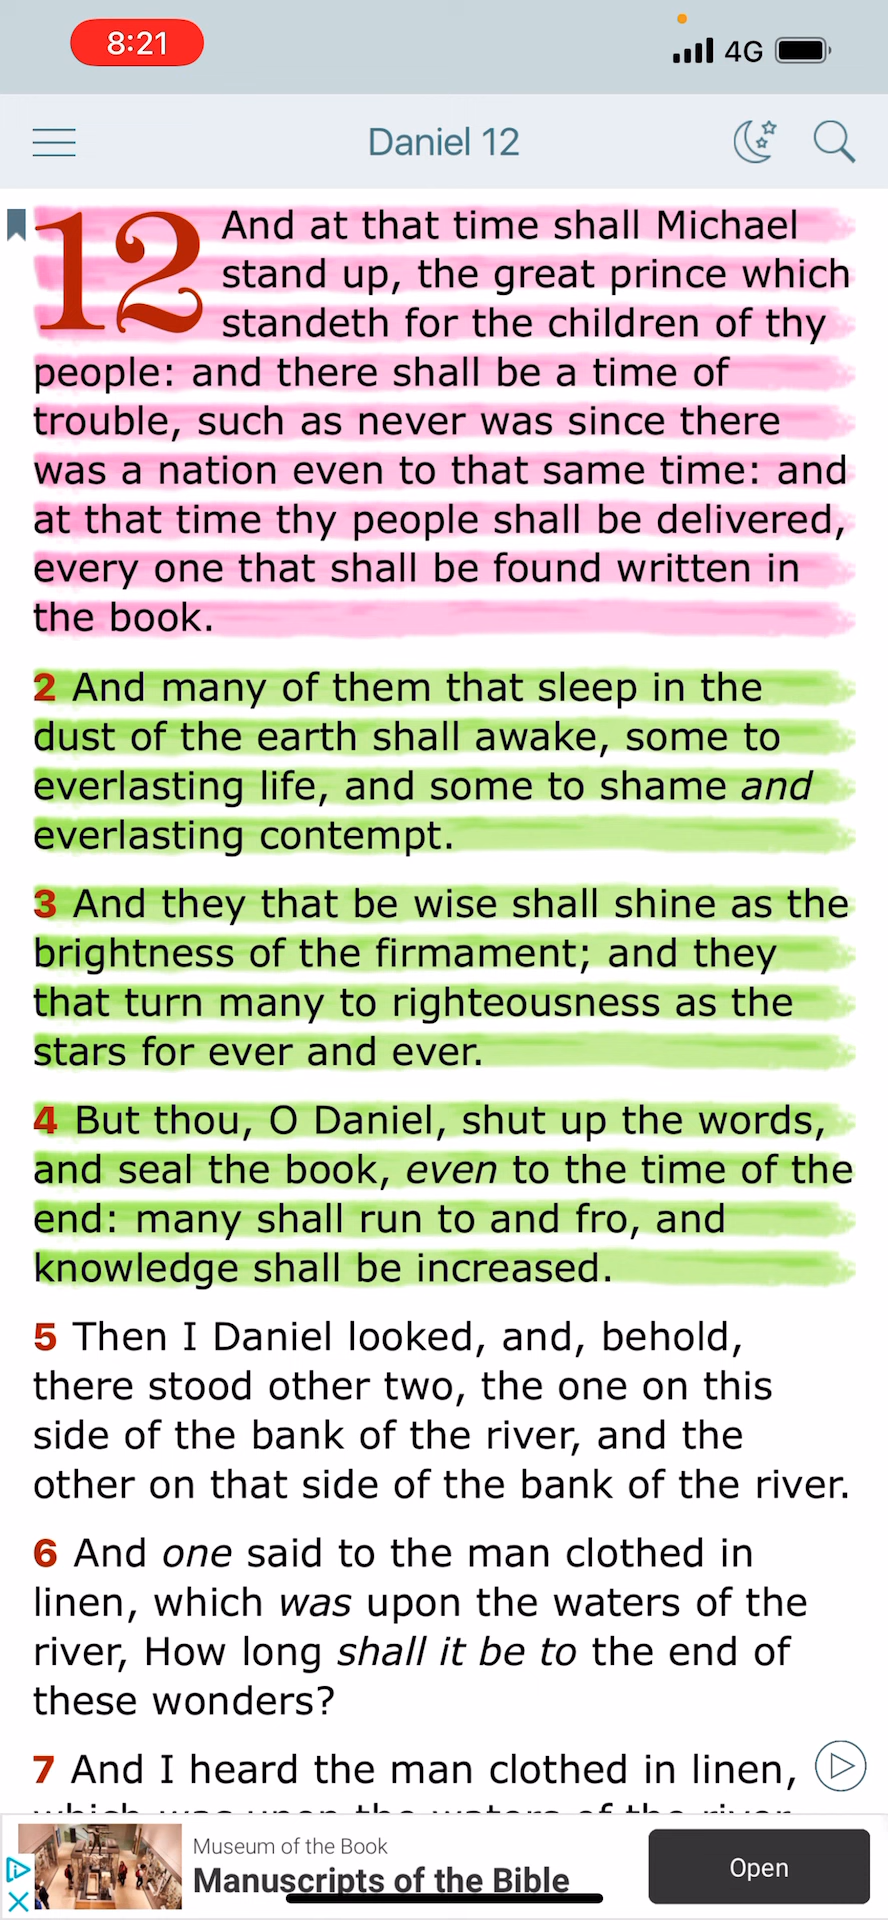 8:21
4G
Daniel 12
12 And at that time shall Michael
stand up, the great prince which
standeth for the children of thy
people: and there shall be a time of
trouble, such as never was since there
was a nation even to that same time: and
at that time thy people shall be delivered,
every one that shall be found written in
the book.
2 And many of them that sleep in the
dust of the earth shall awake, some to
everlasting life, and some to shame and
everlasting contempt.
3 And they that be wise shall shine as the
brightness of the firmament; and they
that turn many to righteousness as the
stars for ever and ever.
4 But thou, O Daniel, shut up the words,
and seal the book, even to the time of the
end: many shall run to and fro, and
knowledge shall be increased.
5 Then I Daniel looked, and, behold,
there stood other two, the one on this
side of the bank of the river, and the
other on that side of the bank of the river.
6 And one said to the man clothed in
linen, which was upon the waters of the
river, How long shall it be to the end of
these wonders?
7 And I heard the man clothed in linen,
which was upon the waters of the river
Museum of the Book
Manuscripts of the Bible
Open